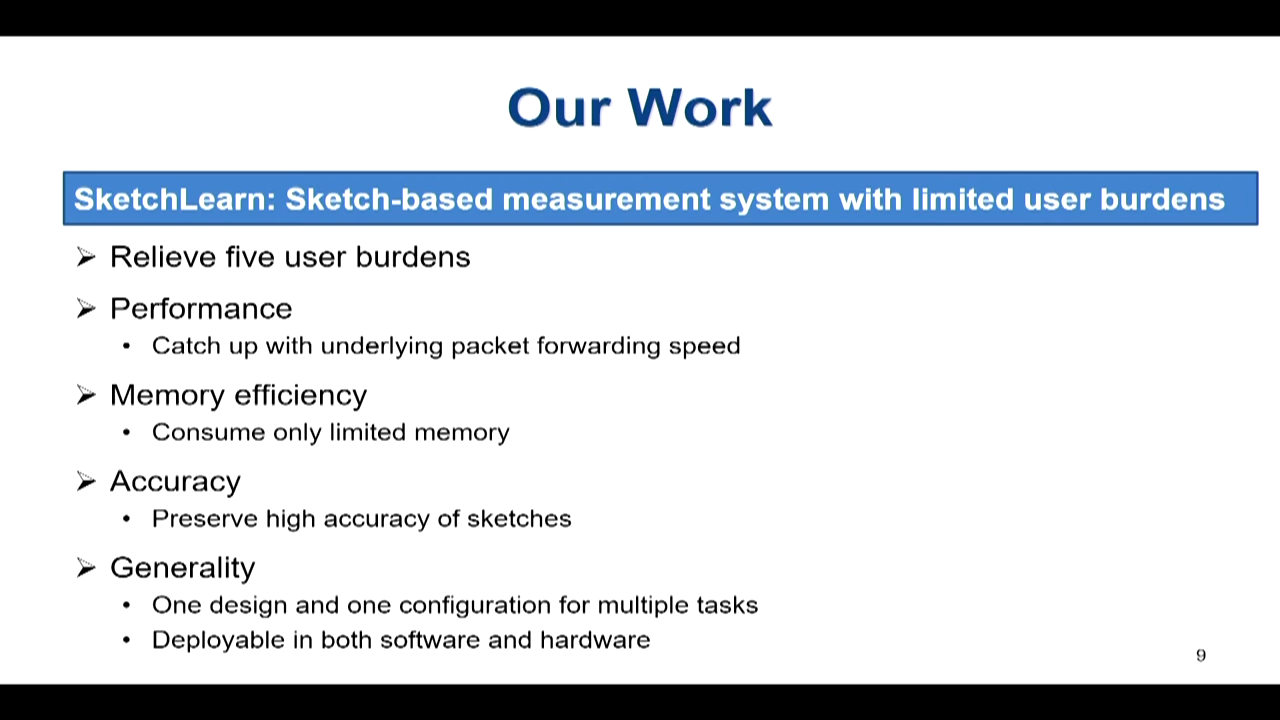 Our Work
SketchLearn: Sketch-based measurement system with limited user burdens
➢ Relieve five user burdens
➢ Performance
• Catch up with underlying packet forwarding speed
➢ Memory efficiency
• Consume only limited memory
➢ Accuracy
• Preserve high accuracy of sketches
➢ Generality
• One design and one configuration for multiple tasks
• Deployable in both software and hardware
9